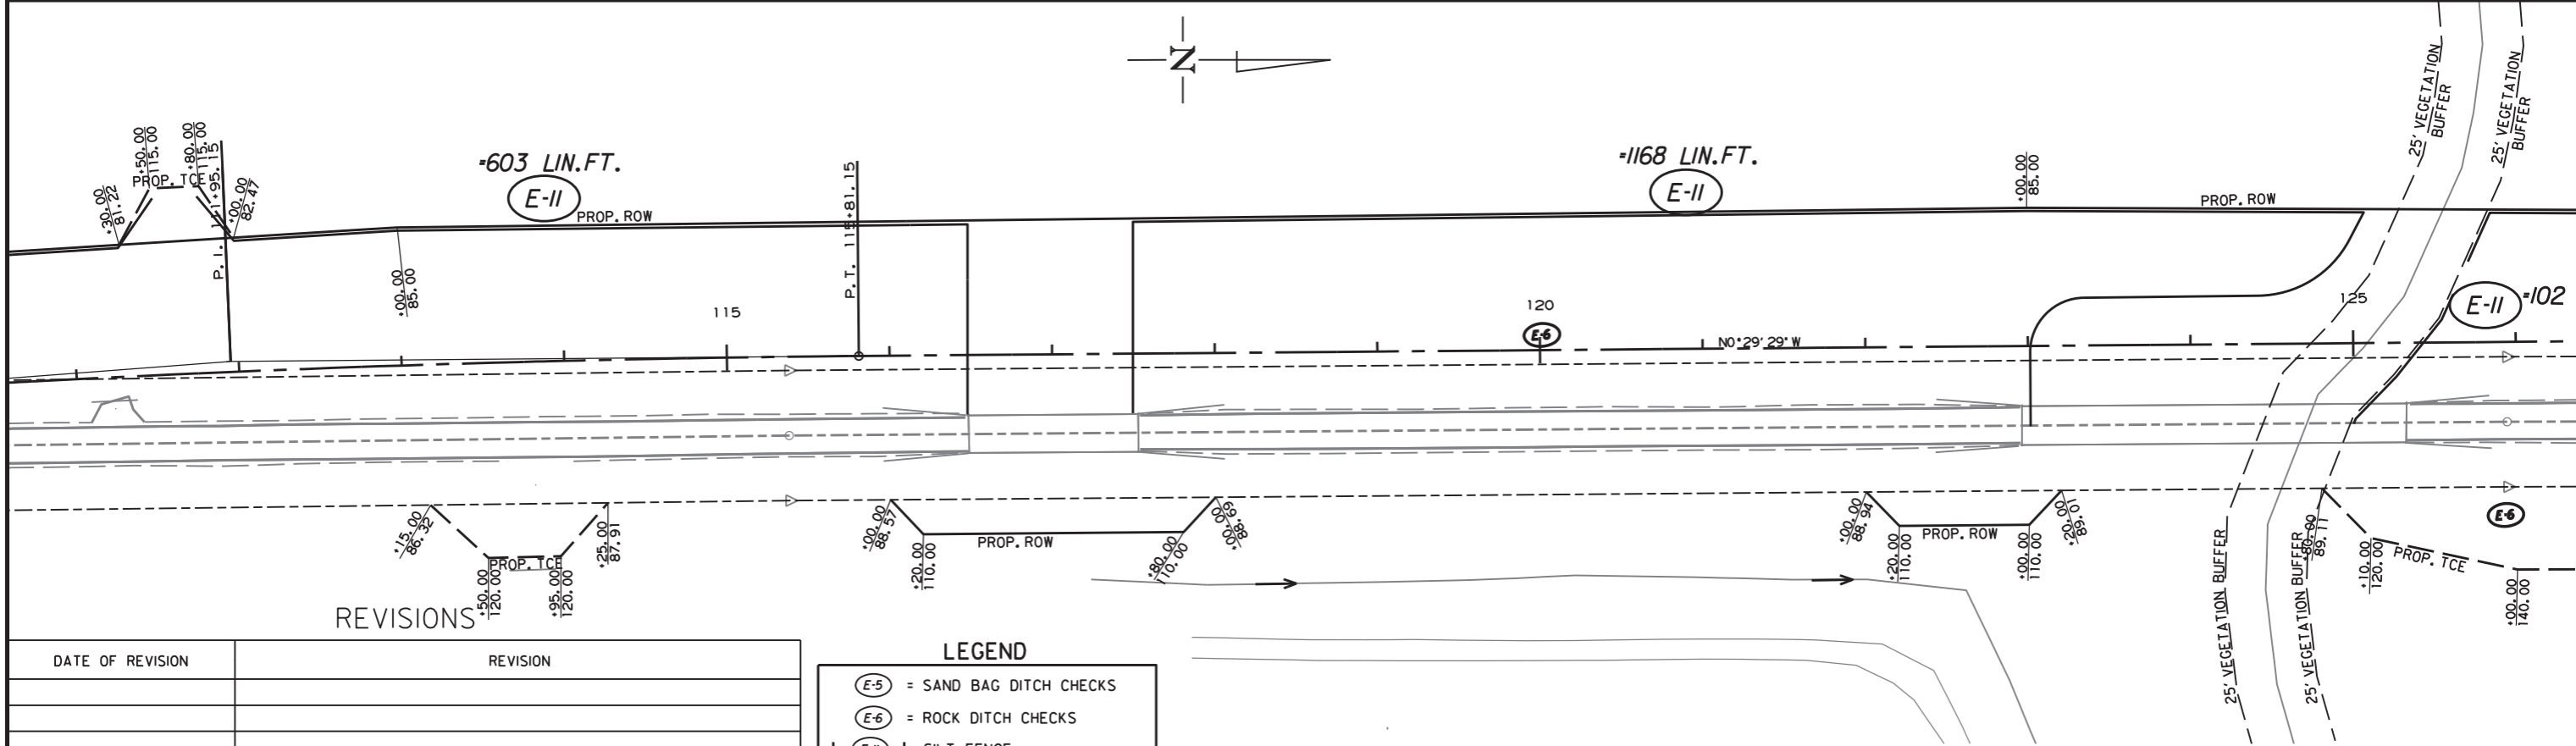 N
25' VEGETATION
BUFFER
25' VEGETATION
BUFFER
+50.00
115.00
+80.00
115.00
PROP. TCE
+30.00
81.22
+00.00
82.47
=603 LIN.FT.
E-11
PROP. ROW
P.T. 115+81.15
=1168 LIN.FT.
E-11
+00.00
85.00
PROP. ROW
+00.00
85.00
115
120
E-6
N0°29'29"W
125
E-11
=102
+15.00
86.32
+25.00
87.91
PROP. TCE
+50.00
120.00
+95.00
120.00
+00.00
88.57
+20.00
110.00
PROP. ROW
+80.00
110.00
+00.00
88.69
+00.00
88.94
+20.00
110.00
PROP. ROW
+00.00
110.00
+20.00
89.01
25' VEGETATION BUFFER
25' VEGETATION BUFFER
+80.00
89.11
+10.00
120.00
PROP. TCE
E-6
+00.00
140.00
REVISIONS
DATE OF REVISION
REVISION
LEGEND
E-5 = SAND BAG DITCH CHECKS
E-6 = ROCK DITCH CHECKS